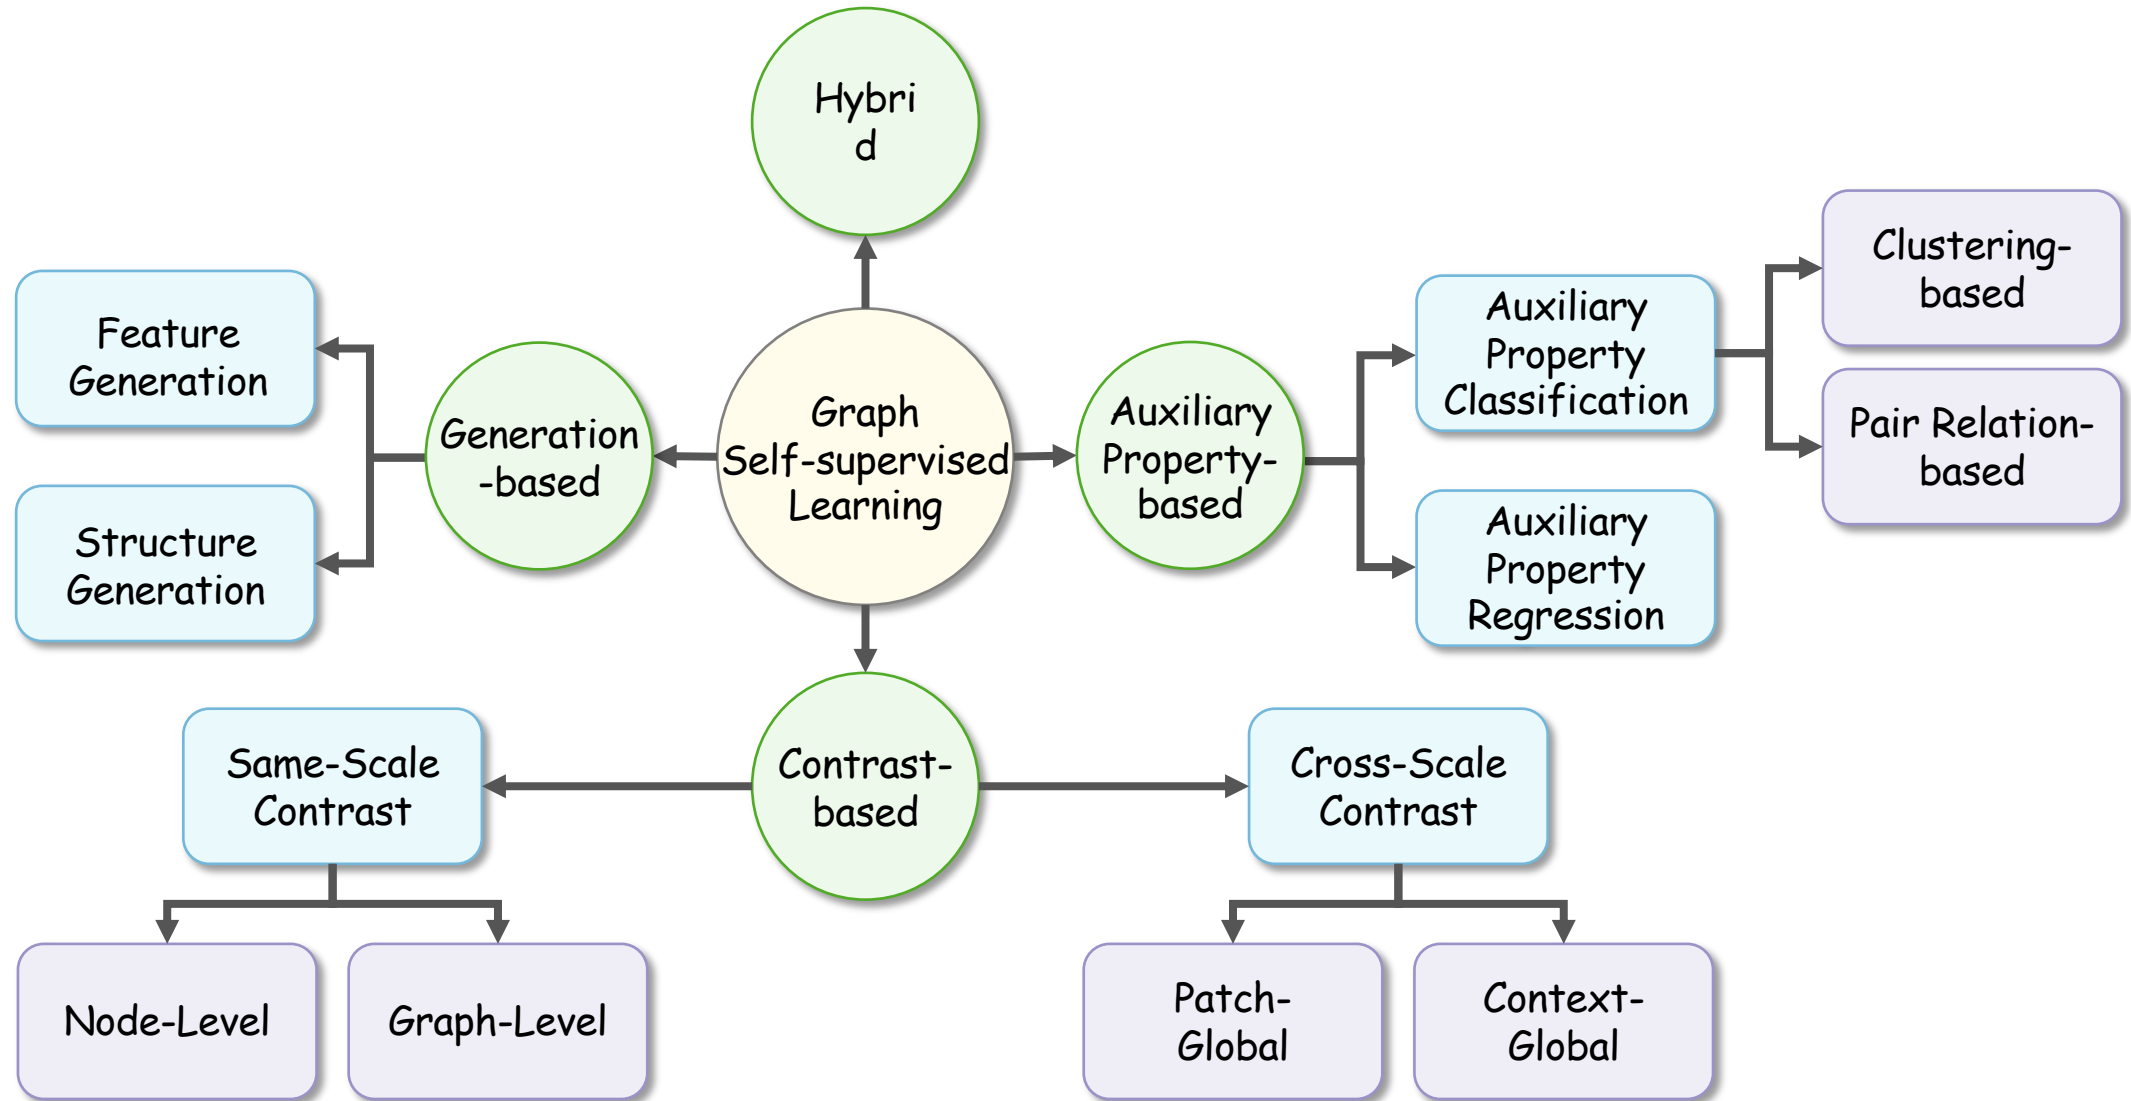 Hybri
d
Clustering-
based
Feature
Generation
Auxiliary
Property
Classification
Pair Relation-
based
Generation
-based
Graph
Self-supervised
Learning
Auxiliary
Property-
based
Structure
Generation
Auxiliary
Property
Regression
Same-Scale
Contrast
Contrast-
based
Cross-Scale
Contrast
Node-Level
Graph-Level
Patch-
Global
Context-
Global